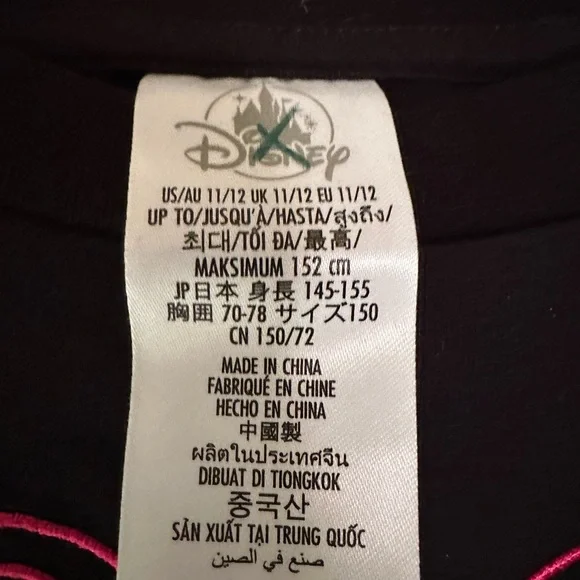 Disney
US/AU 11/12 UK 11/12 EU 11/12
UP TO/JUSQU'À/HASTA/สูงถึง/
최대/TỐI ĐA/最高/
MAKSIMUM 152 cm
JP日本 身長 145-155
胸囲 70-78 サイズ150
CN 150/72
MADE IN CHINA
FABRIQUÉ EN CHINE
HECHO EN CHINA
中國製
ผลิตในประเทศจีน
DIBUAT DI TIONGKOK
중국산
SẢN XUẤT TẠI TRUNG QUỐC
صنع في الصين